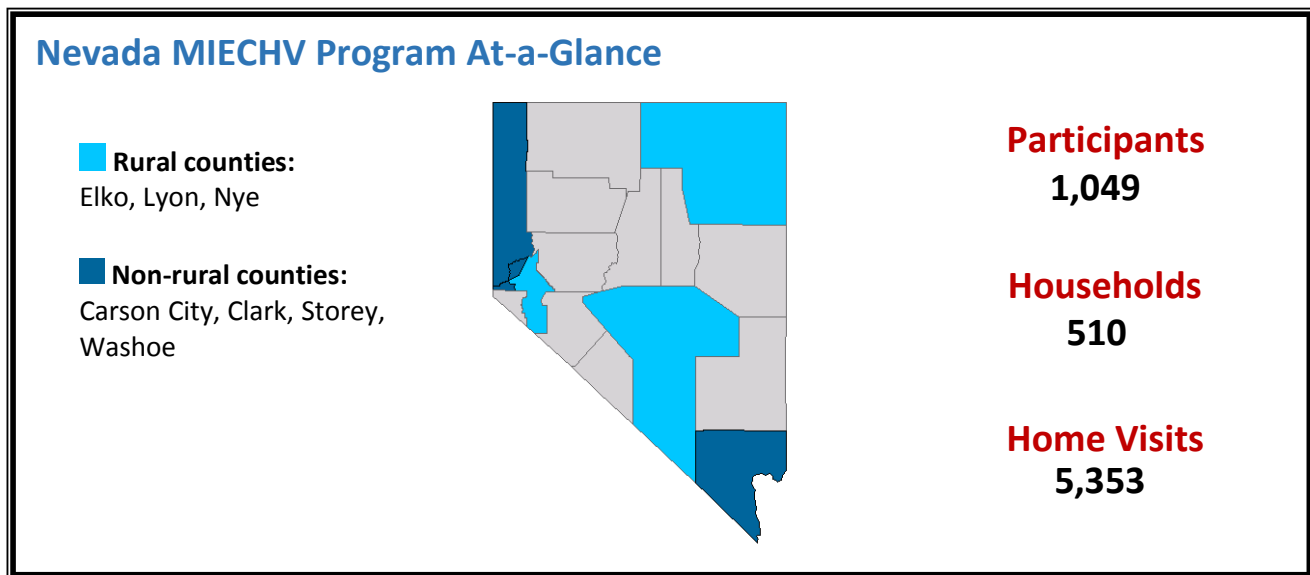 Nevada MIECHV Program At-a-Glance
Rural counties:
Elko, Lyon, Nye
Non-rural counties:
Carson City, Clark, Storey,
Washoe
Participants
1,049
Households
510
Home Visits
5,353